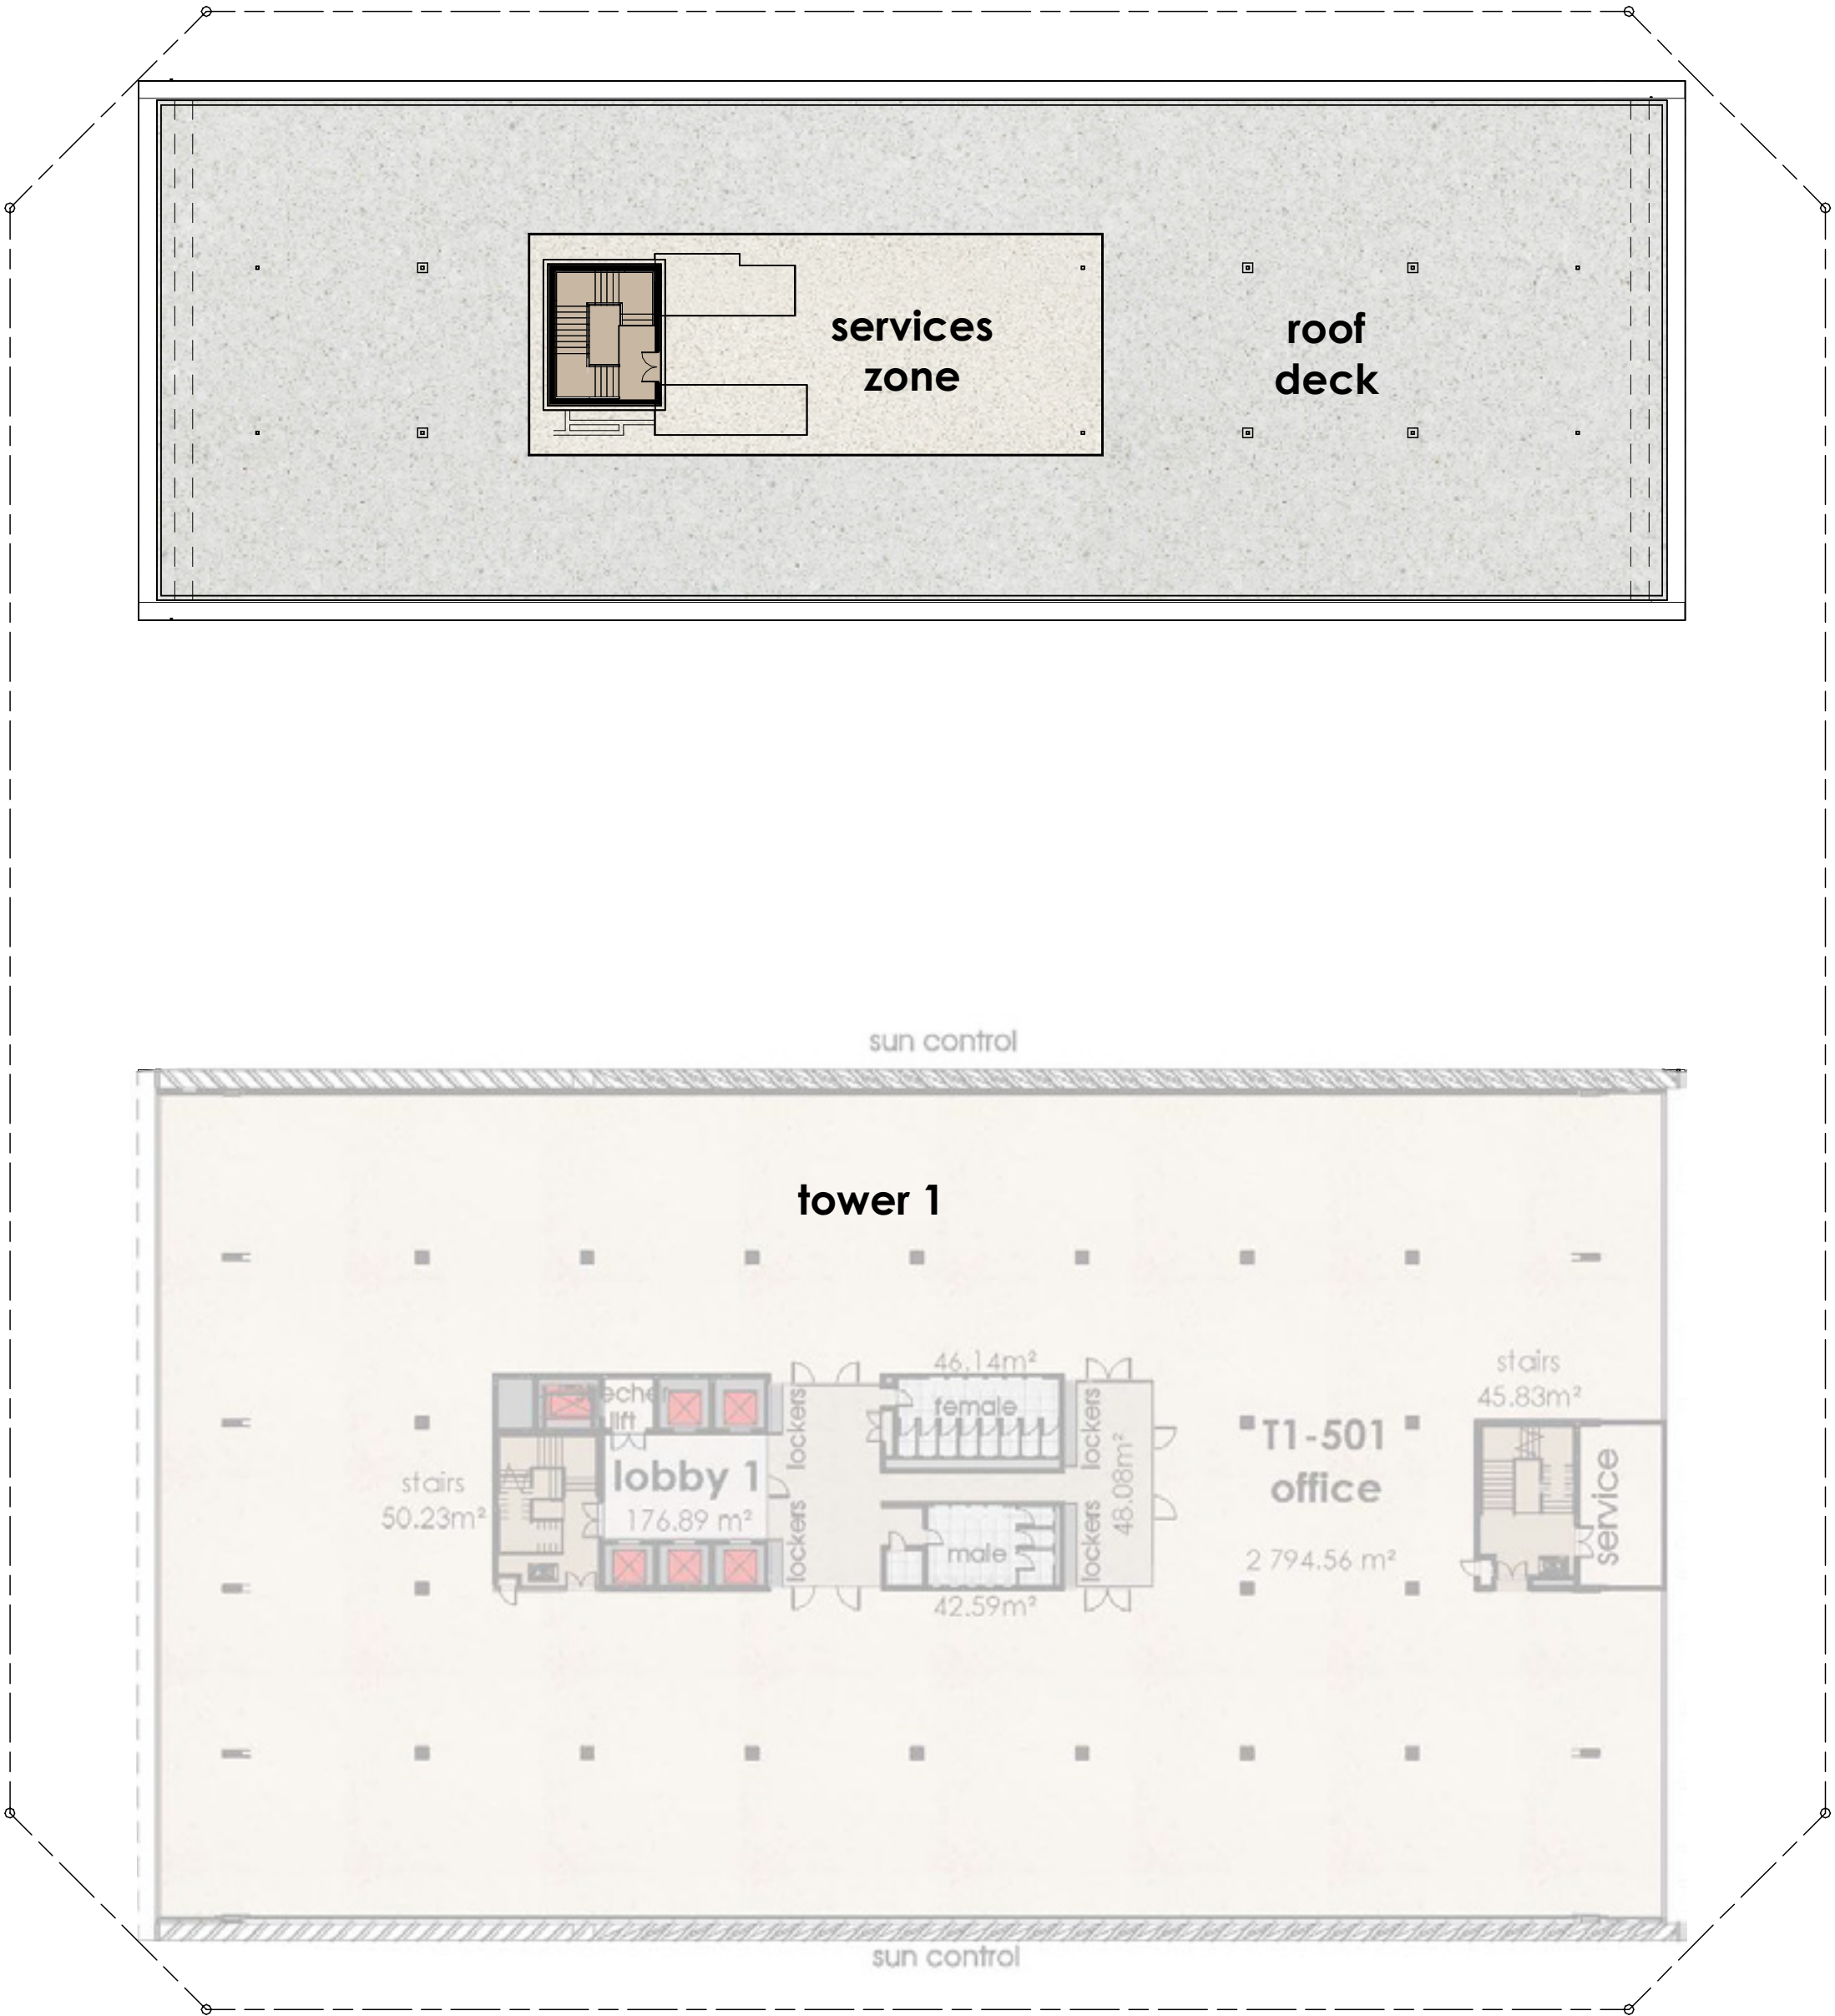 services
zone
roof
deck
sun control
tower 1
46.14m²
stairs
45.83m²
lift
female
lockers
lockers
T1-501
office
stairs
50.23m²
lobby 1
176.89 m²
48.08m²
service
lockers
lockers
male
2 794.56 m²
42.59m²
sun control